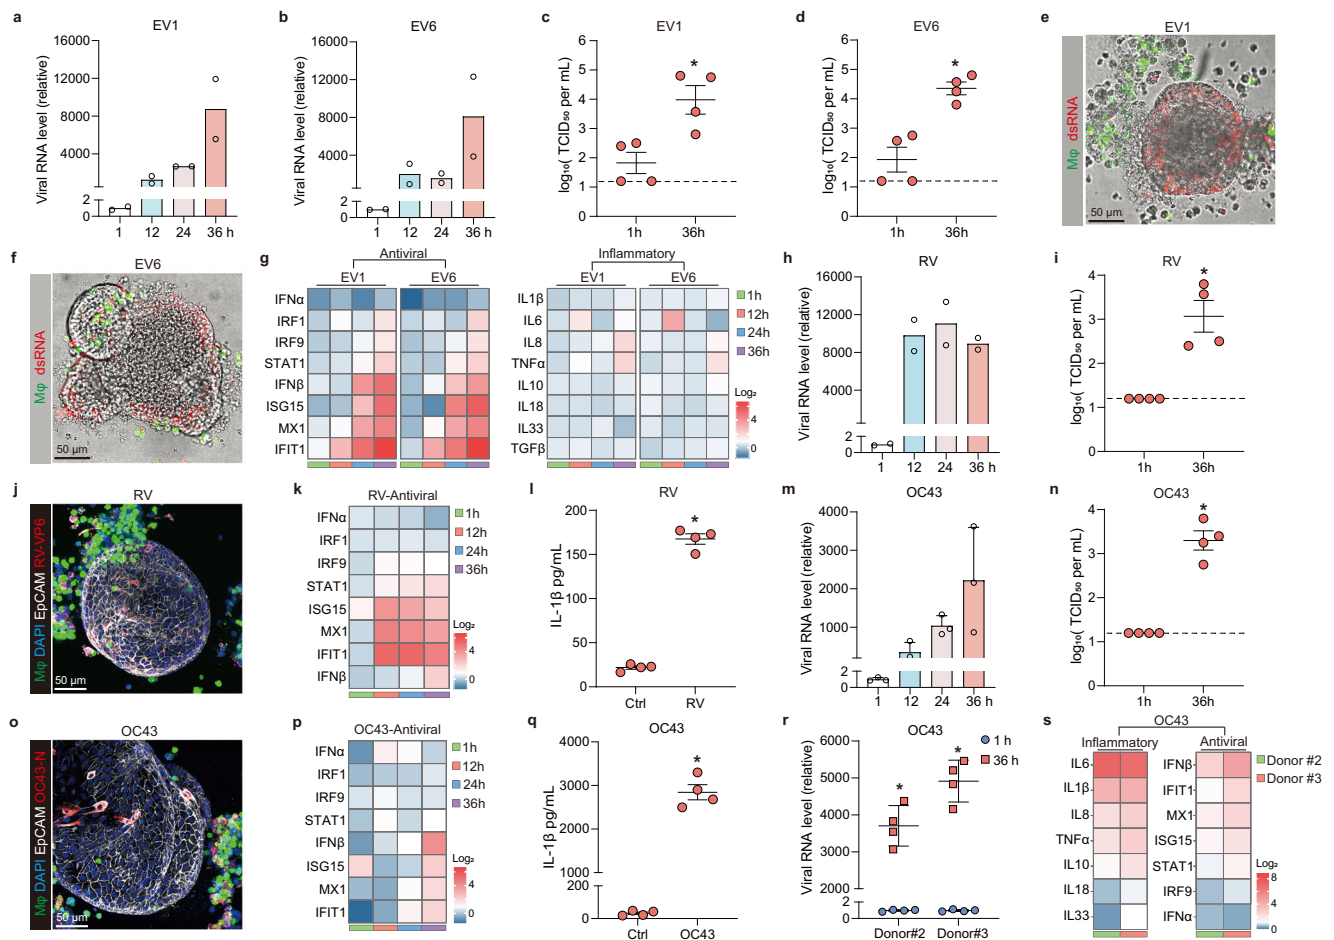 a
EV1
Viral RNA level (relative)
16000
12000
8000
4000
2
0
1 12 24 36 h
b
EV6
Viral RNA level (relative)
16000
12000
8000
4000
2
0
1 12 24 36 h
c
EV1
log₁₀( TCID₅₀ per mL)
6
5
4
3
2
1
0
*
1h 36h
d
EV6
log₁₀( TCID₅₀ per mL)
6
5
4
3
2
1
0
*
1h 36h
e
EV1
Mφ dsRNA
50 μm
f
EV6
Mφ dsRNA
50 μm
g
Antiviral
EV1 EV6
IFNα
IRF1
IRF9
STAT1
IFNβ
ISG15
MX1
IFIT1
Inflammatory
EV1 EV6
IL1β
IL6
IL8
TNFα
IL10
IL18
IL33
TGFβ
1h
12h
24h
36h
Log₂
4
0
h
RV
Viral RNA level (relative)
16000
12000
8000
4000
2
0
1 12 24 36 h
i
RV
log₁₀( TCID₅₀ per mL)
4
3
2
1
0
*
1h 36h
j
RV
Mφ DAPI EpCAM RV-VP6
50 μm
k
RV-Antiviral
IFNα
IRF1
IRF9
STAT1
ISG15
MX1
IFIT1
IFNβ
1h
12h
24h
36h
Log₂
4
0
l
RV
IL-1β pg/mL
200
150
100
50
0
*
Ctrl RV
m
OC43
Viral RNA level (relative)
4000
3000
2000
1000
2
0
1 12 24 36 h
n
OC43
log₁₀( TCID₅₀ per mL)
4
3
2
1
0
*
1h 36h
o
OC43
Mφ DAPI EpCAM OC43-N
50 μm
p
OC43-Antiviral
IFNα
IRF1
IRF9
STAT1
IFNβ
ISG15
MX1
IFIT1
1h
12h
24h
36h
Log₂
4
0
q
OC43
IL-1β pg/mL
4000
3000
2000
1000
200
0
*
Ctrl OC43
r
OC43
Viral RNA level (relative)
6000
5000
4000
3000
2000
2
0
* *
1 h
36 h
Donor#2 Donor#3
s
OC43
Inflammatory Antiviral
IL6
IL1β
IL8
TNFα
IL10
IL18
IL33
IFNβ
IFIT1
MX1
ISG15
STAT1
IRF9
IFNα
Donor #2
Donor #3
Log₂
8
4
0